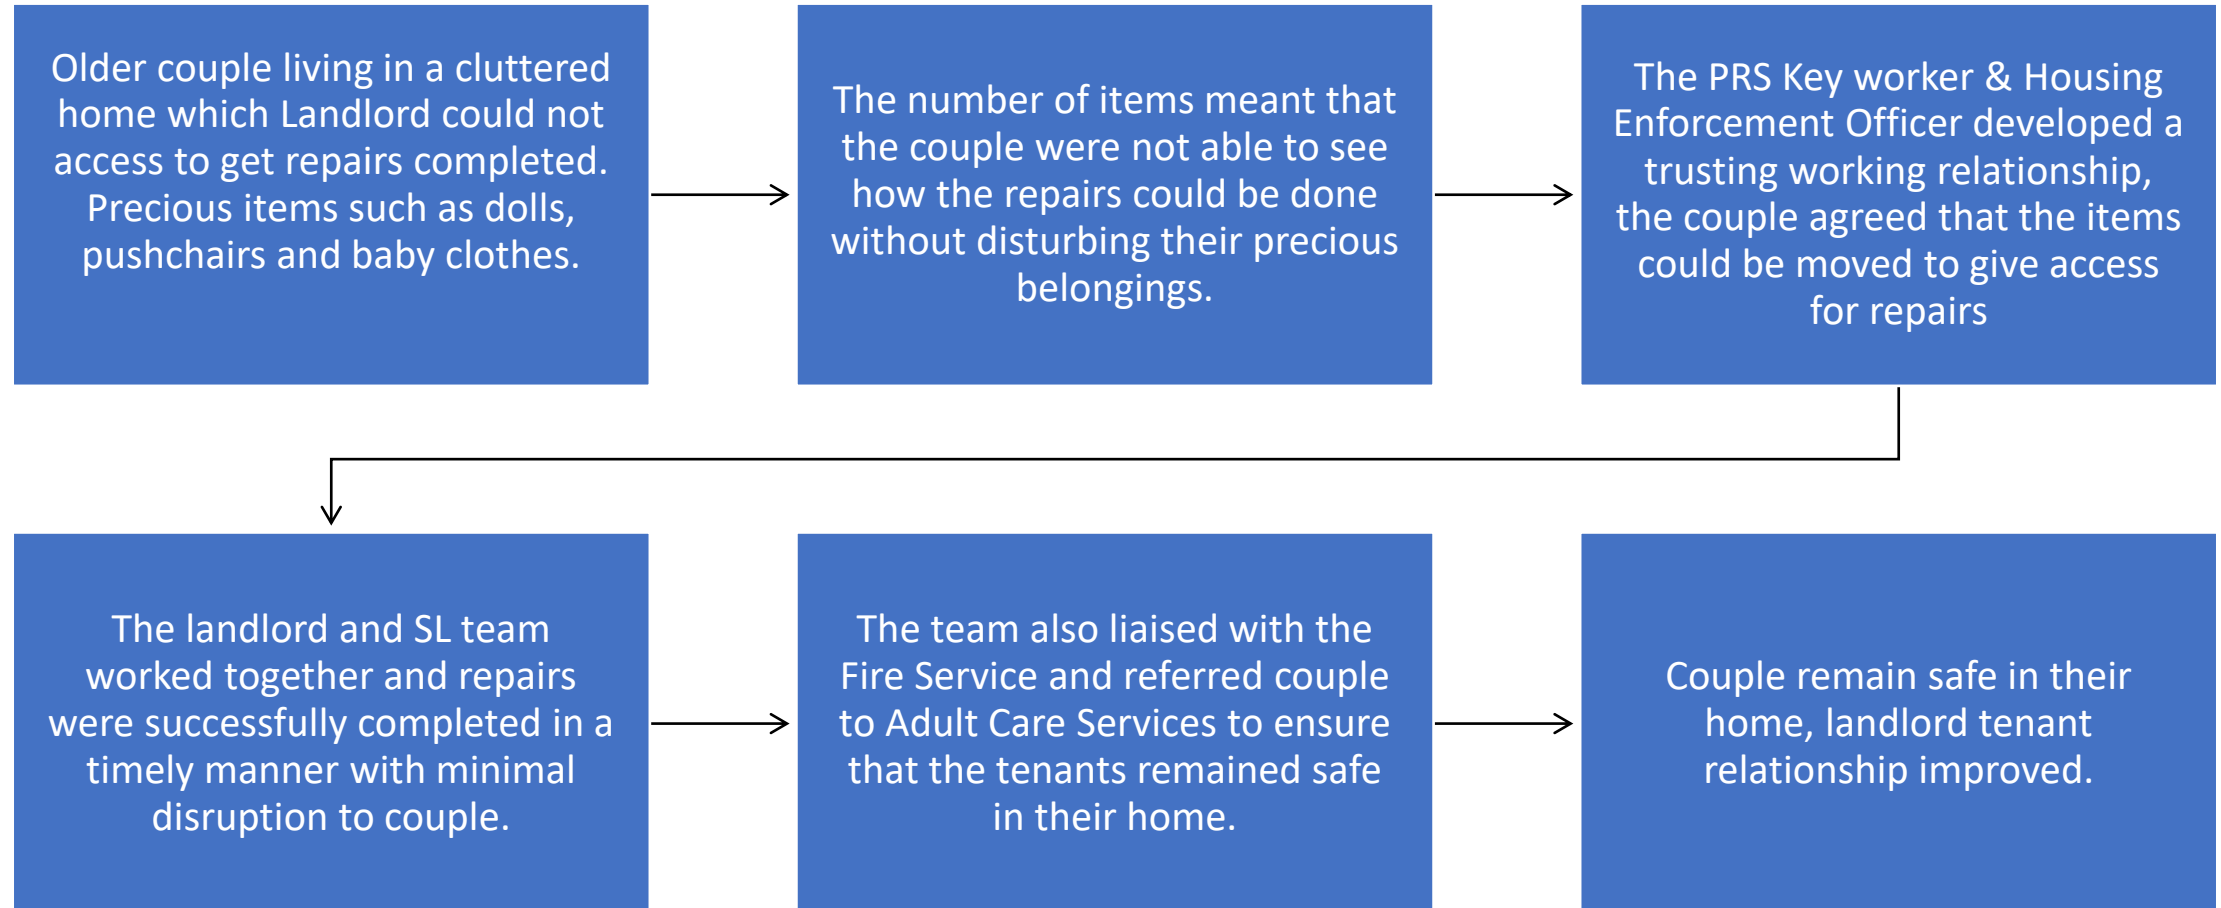 Older couple living in a cluttered
home which Landlord could not
access to get repairs completed.
Precious items such as dolls,
pushchairs and baby clothes.
The number of items meant that
the couple were not able to see
how the repairs could be done
without disturbing their precious
belongings.
The PRS Key worker & Housing
Enforcement Officer developed a
trusting working relationship,
the couple agreed that the items
could be moved to give access
for repairs
The landlord and SL team
worked together and repairs
were successfully completed in a
timely manner with minimal
disruption to couple.
The team also liaised with the
Fire Service and referred couple
to Adult Care Services to ensure
that the tenants remained safe
in their home.
Couple remain safe in their
home, landlord tenant
relationship improved.